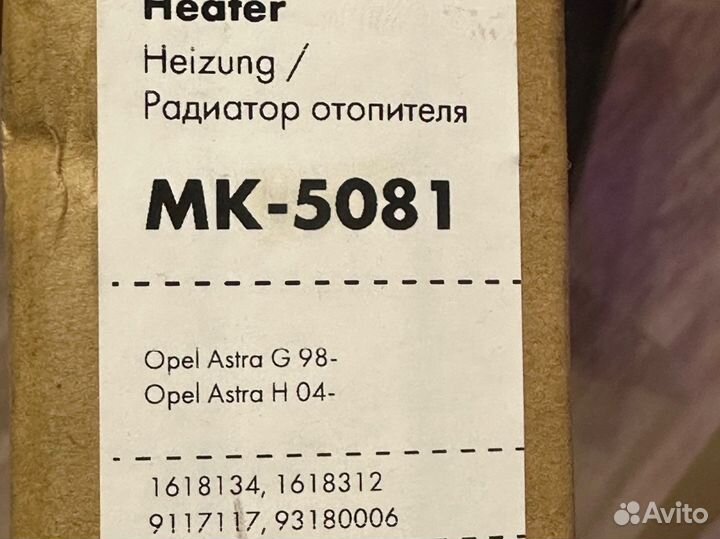 Heater
Heizung /
Радиатор отопителя
MK-5081
Opel Astra G 98-
Opel Astra H 04-
1618134, 1618312
9117117, 93180006
Avito